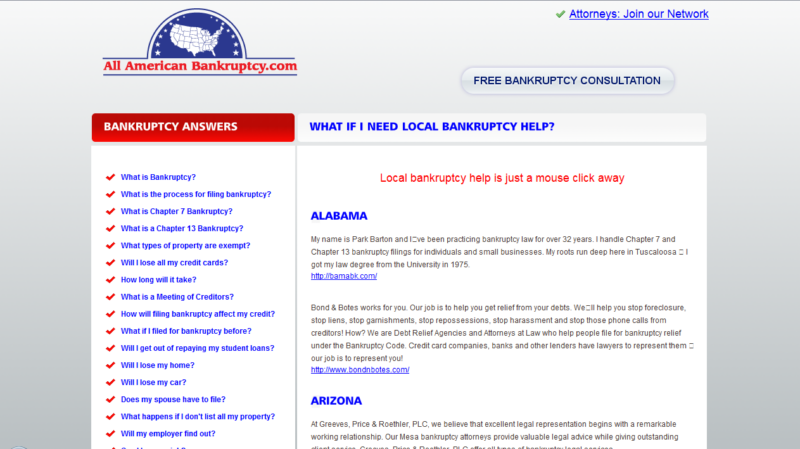 Attorneys: Join our Network
All American Bankruptcy.com
FREE BANKRUPTCY CONSULTATION
BANKRUPTCY ANSWERS
What is Bankruptcy?
What is the process for filing bankruptcy?
What is Chapter 7 Bankruptcy?
What is a Chapter 13 Bankruptcy?
What types of property are exempt?
Will I lose all my credit cards?
How long will it take?
What is a Meeting of Creditors?
How will filing bankruptcy affect my credit?
What if I filed for bankruptcy before?
Will I get out of repaying my student loans?
Will I lose my home?
Will I lose my car?
Does my spouse have to file?
What happens if I don't list all my property?
Will my employer find out?
WHAT IF I NEED LOCAL BANKRUPTCY HELP?
Local bankruptcy help is just a mouse click away
ALABAMA
My name is Park Barton and I□ve been practicing bankruptcy law for over 32 years. I handle Chapter 7 and
Chapter 13 bankruptcy filings for individuals and small businesses. My roots run deep here in Tuscaloosa □ I
got my law degree from the University in 1975.
http://bamabk.com/
Bond & Botes works for you. Our job is to help you get relief from your debts. We□ll help you stop foreclosure,
stop liens, stop garnishments, stop repossessions, stop harassment and stop those phone calls from
creditors! How? We are Debt Relief Agencies and Attorneys at Law who help people file for bankruptcy relief
under the Bankruptcy Code. Credit card companies, banks and other lenders have lawyers to represent them □
our job is to represent you!
http://www.bondnbotes.com/
ARIZONA
At Greeves, Price & Roethler, PLC, we believe that excellent legal representation begins with a remarkable
working relationship. Our Mesa bankruptcy attorneys provide valuable legal advice while giving outstanding